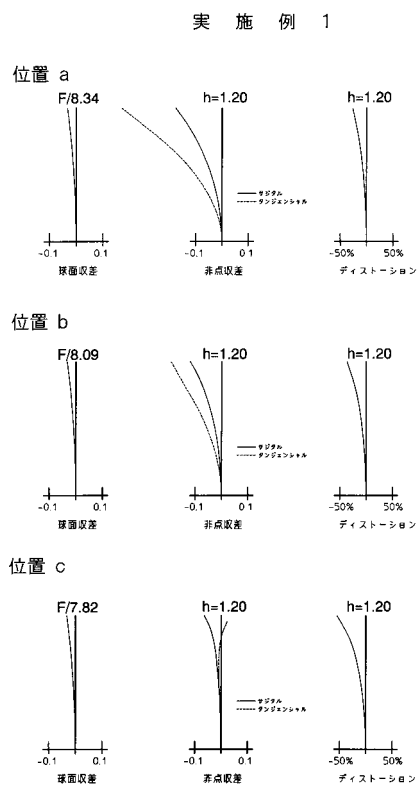 実 施 例 1
位置 a
F/8.34
h=1.20
h=1.20
サジタル
タンジェンシャル
-0.1 0.1
-0.1 0.1
-50% 50%
球面収差
非点収差
ディストーション
位置 b
F/8.09
h=1.20
h=1.20
サジタル
タンジェンシャル
-0.1 0.1
-0.1 0.1
-50% 50%
球面収差
非点収差
ディストーション
位置 c
F/7.82
h=1.20
h=1.20
サジタル
タンジェンシャル
-0.1 0.1
-0.1 0.1
-50% 50%
球面収差
非点収差
ディストーション